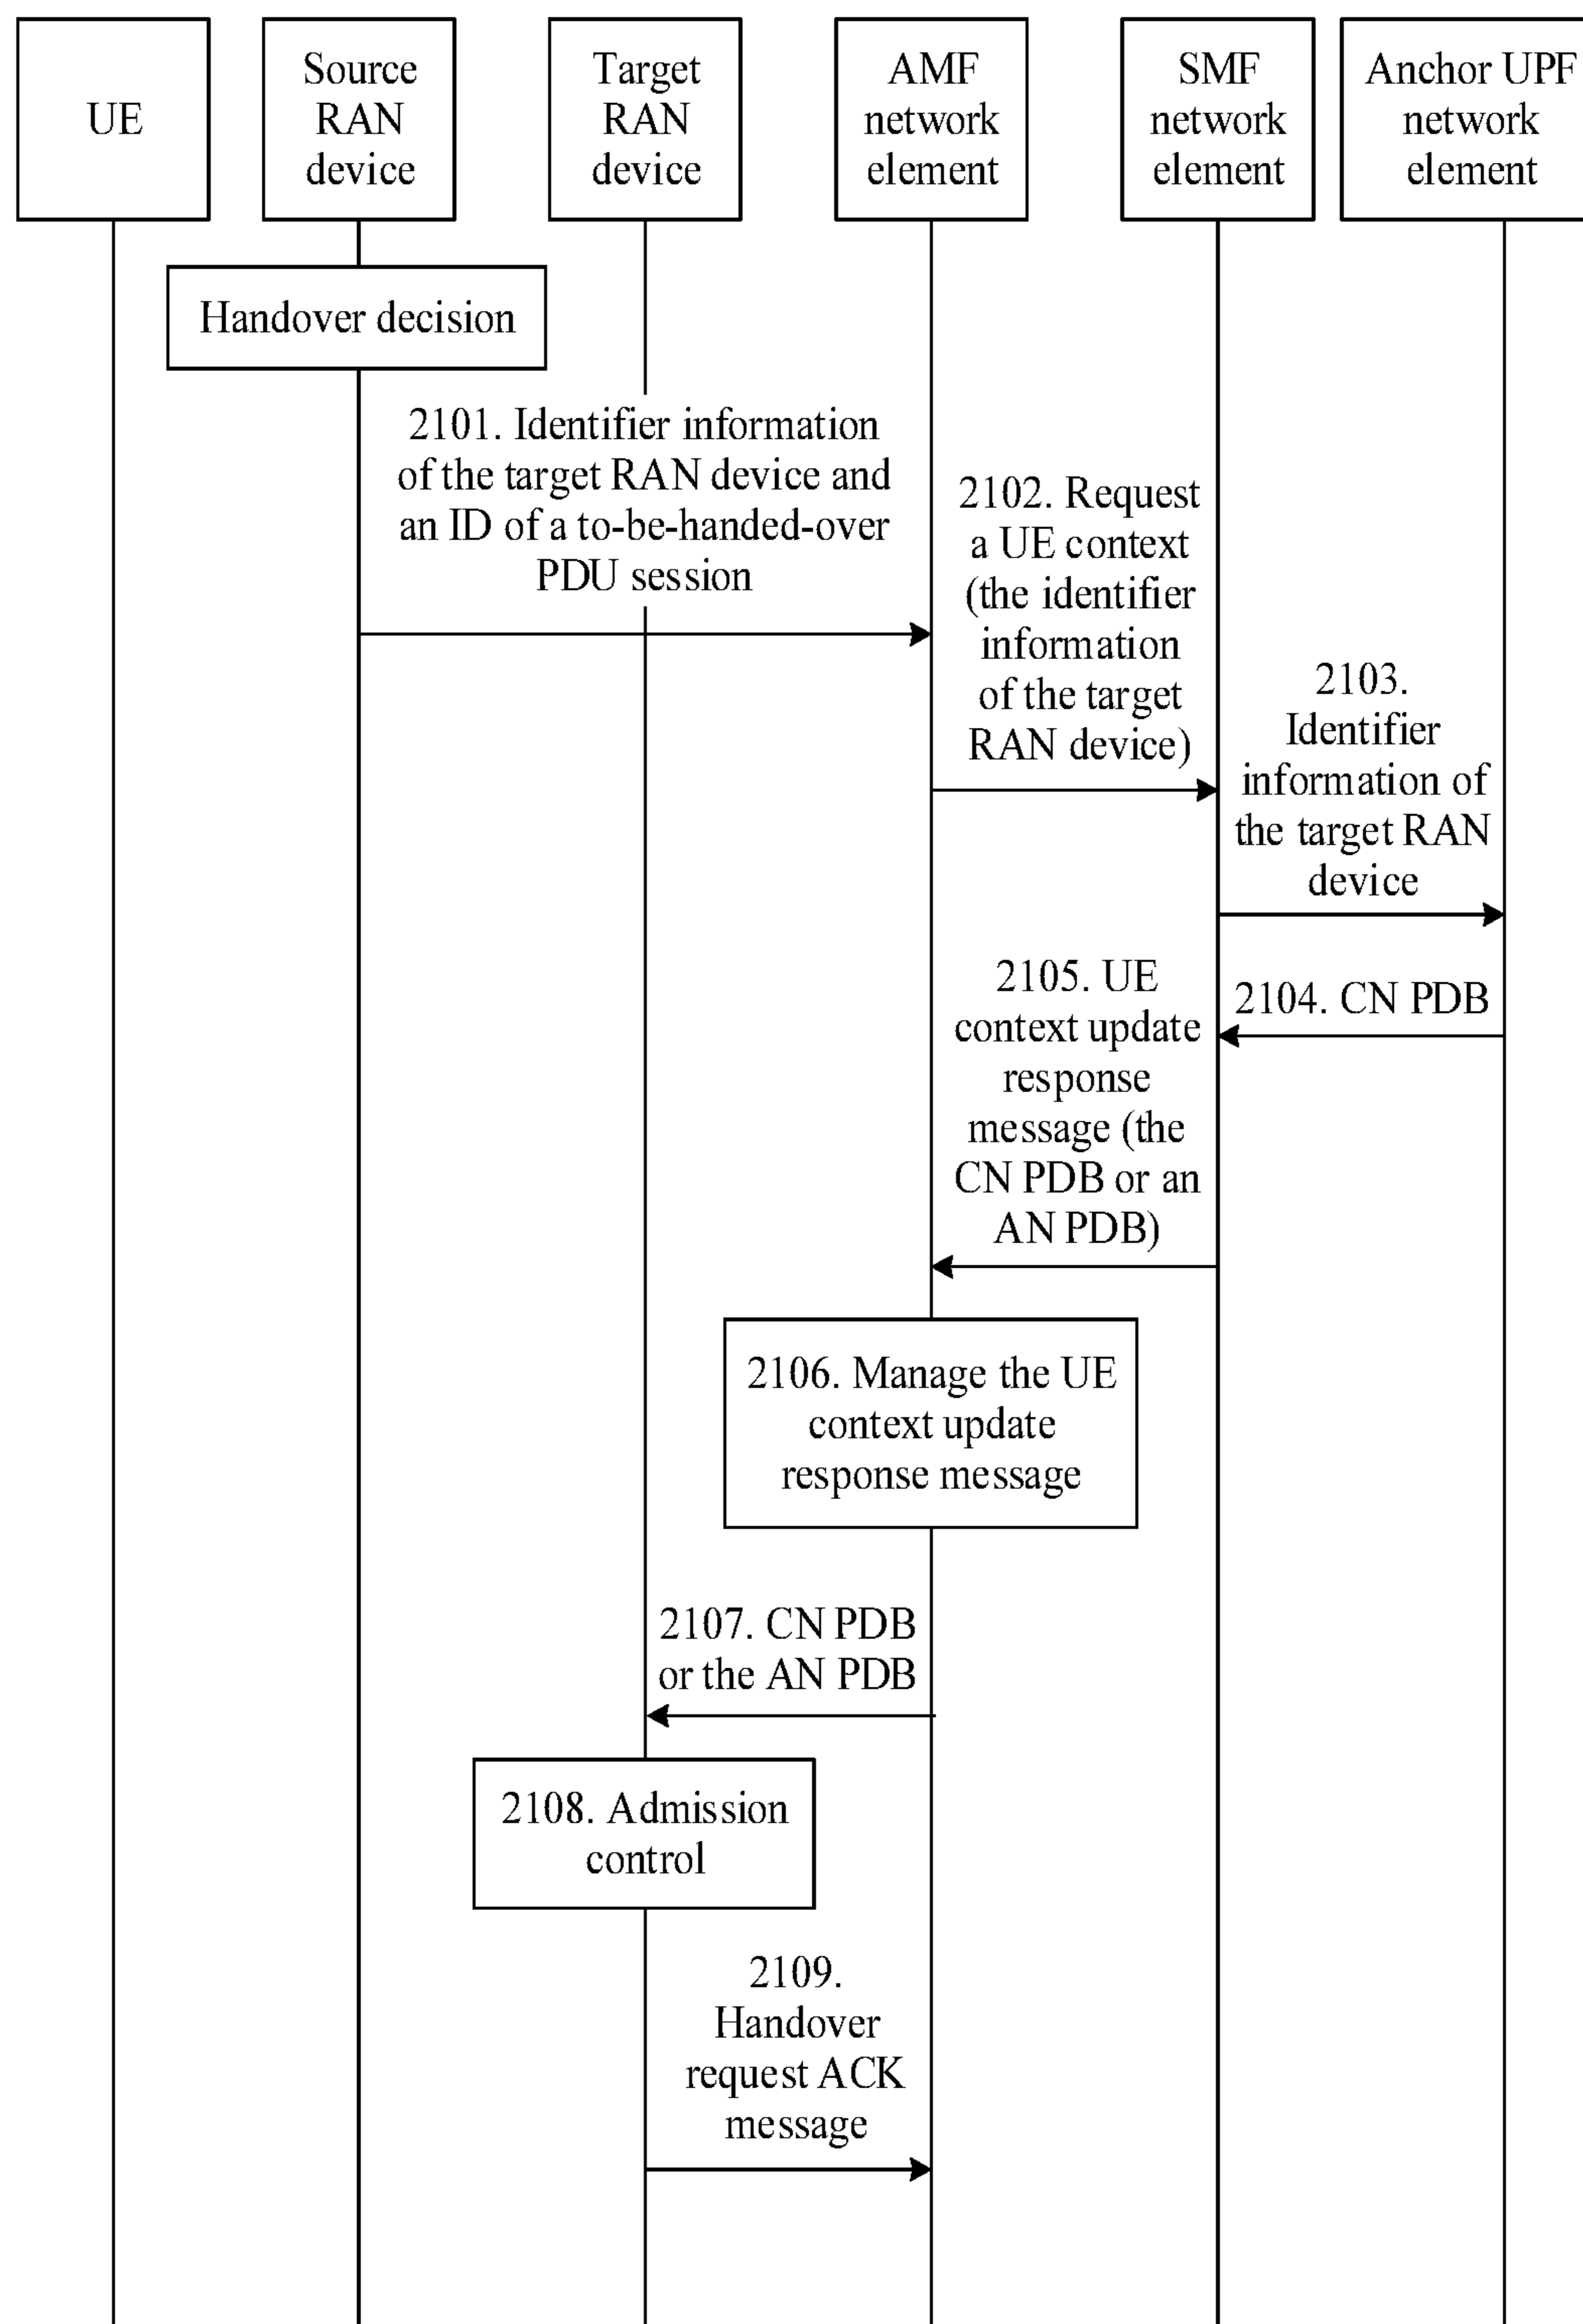 UE
Source
RAN
device
Target
RAN
device
AMF
network
element
SMF
network
element
Anchor UPF
network
element
Handover decision
2101. Identifier information
of the target RAN device and
an ID of a to-be-handed-over
PDU session
2102. Request
a UE context
(the identifier
information
of the target
RAN device)
2103.
Identifier
information of
the target RAN
device
2104. CN PDB
2105. UE
context update
response
message (the
CN PDB or an
AN PDB)
2106. Manage the UE
context update
response message
2107. CN PDB
or the AN PDB
2108. Admission
control
2109.
Handover
request ACK
message